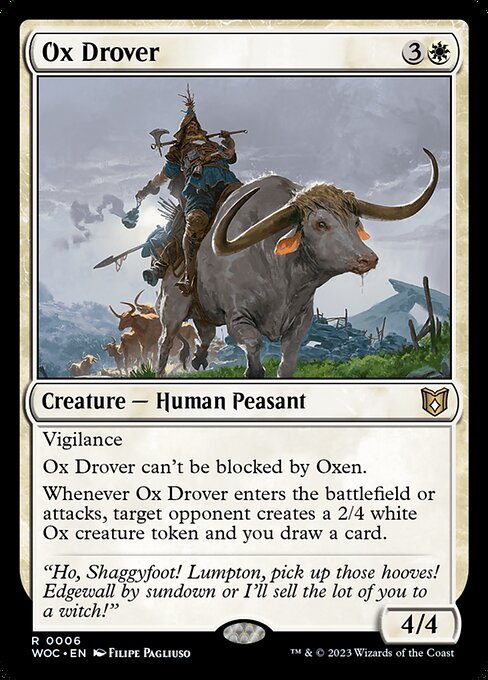 Ox Drover
3
Creature — Human Peasant
Vigilance
Ox Drover can't be blocked by Oxen.
Whenever Ox Drover enters the battlefield or
attacks, target opponent creates a 2/4 white
Ox creature token and you draw a card.
“Ho, Shaggyfoot! Lumpton, pick up those hooves!
Edgewall by sundown or I'll sell the lot of you to
a witch!”
4/4
R 0006
WOC • EN Filipe Pagliuso
™ & © 2023 Wizards of the Coast